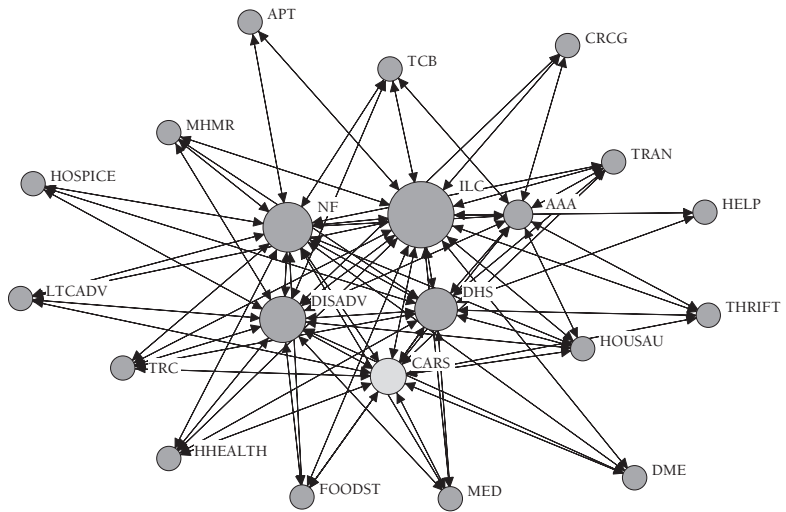 APT
CRCG
TCB
MHMR
TRAN
HOSPICE
ILC
NF
AAA
HELP
LTCADV
DISADV
DHS
THRIFT
HOUSAU
TRC
CARS
HHEALTH
DME
FOODST
MED